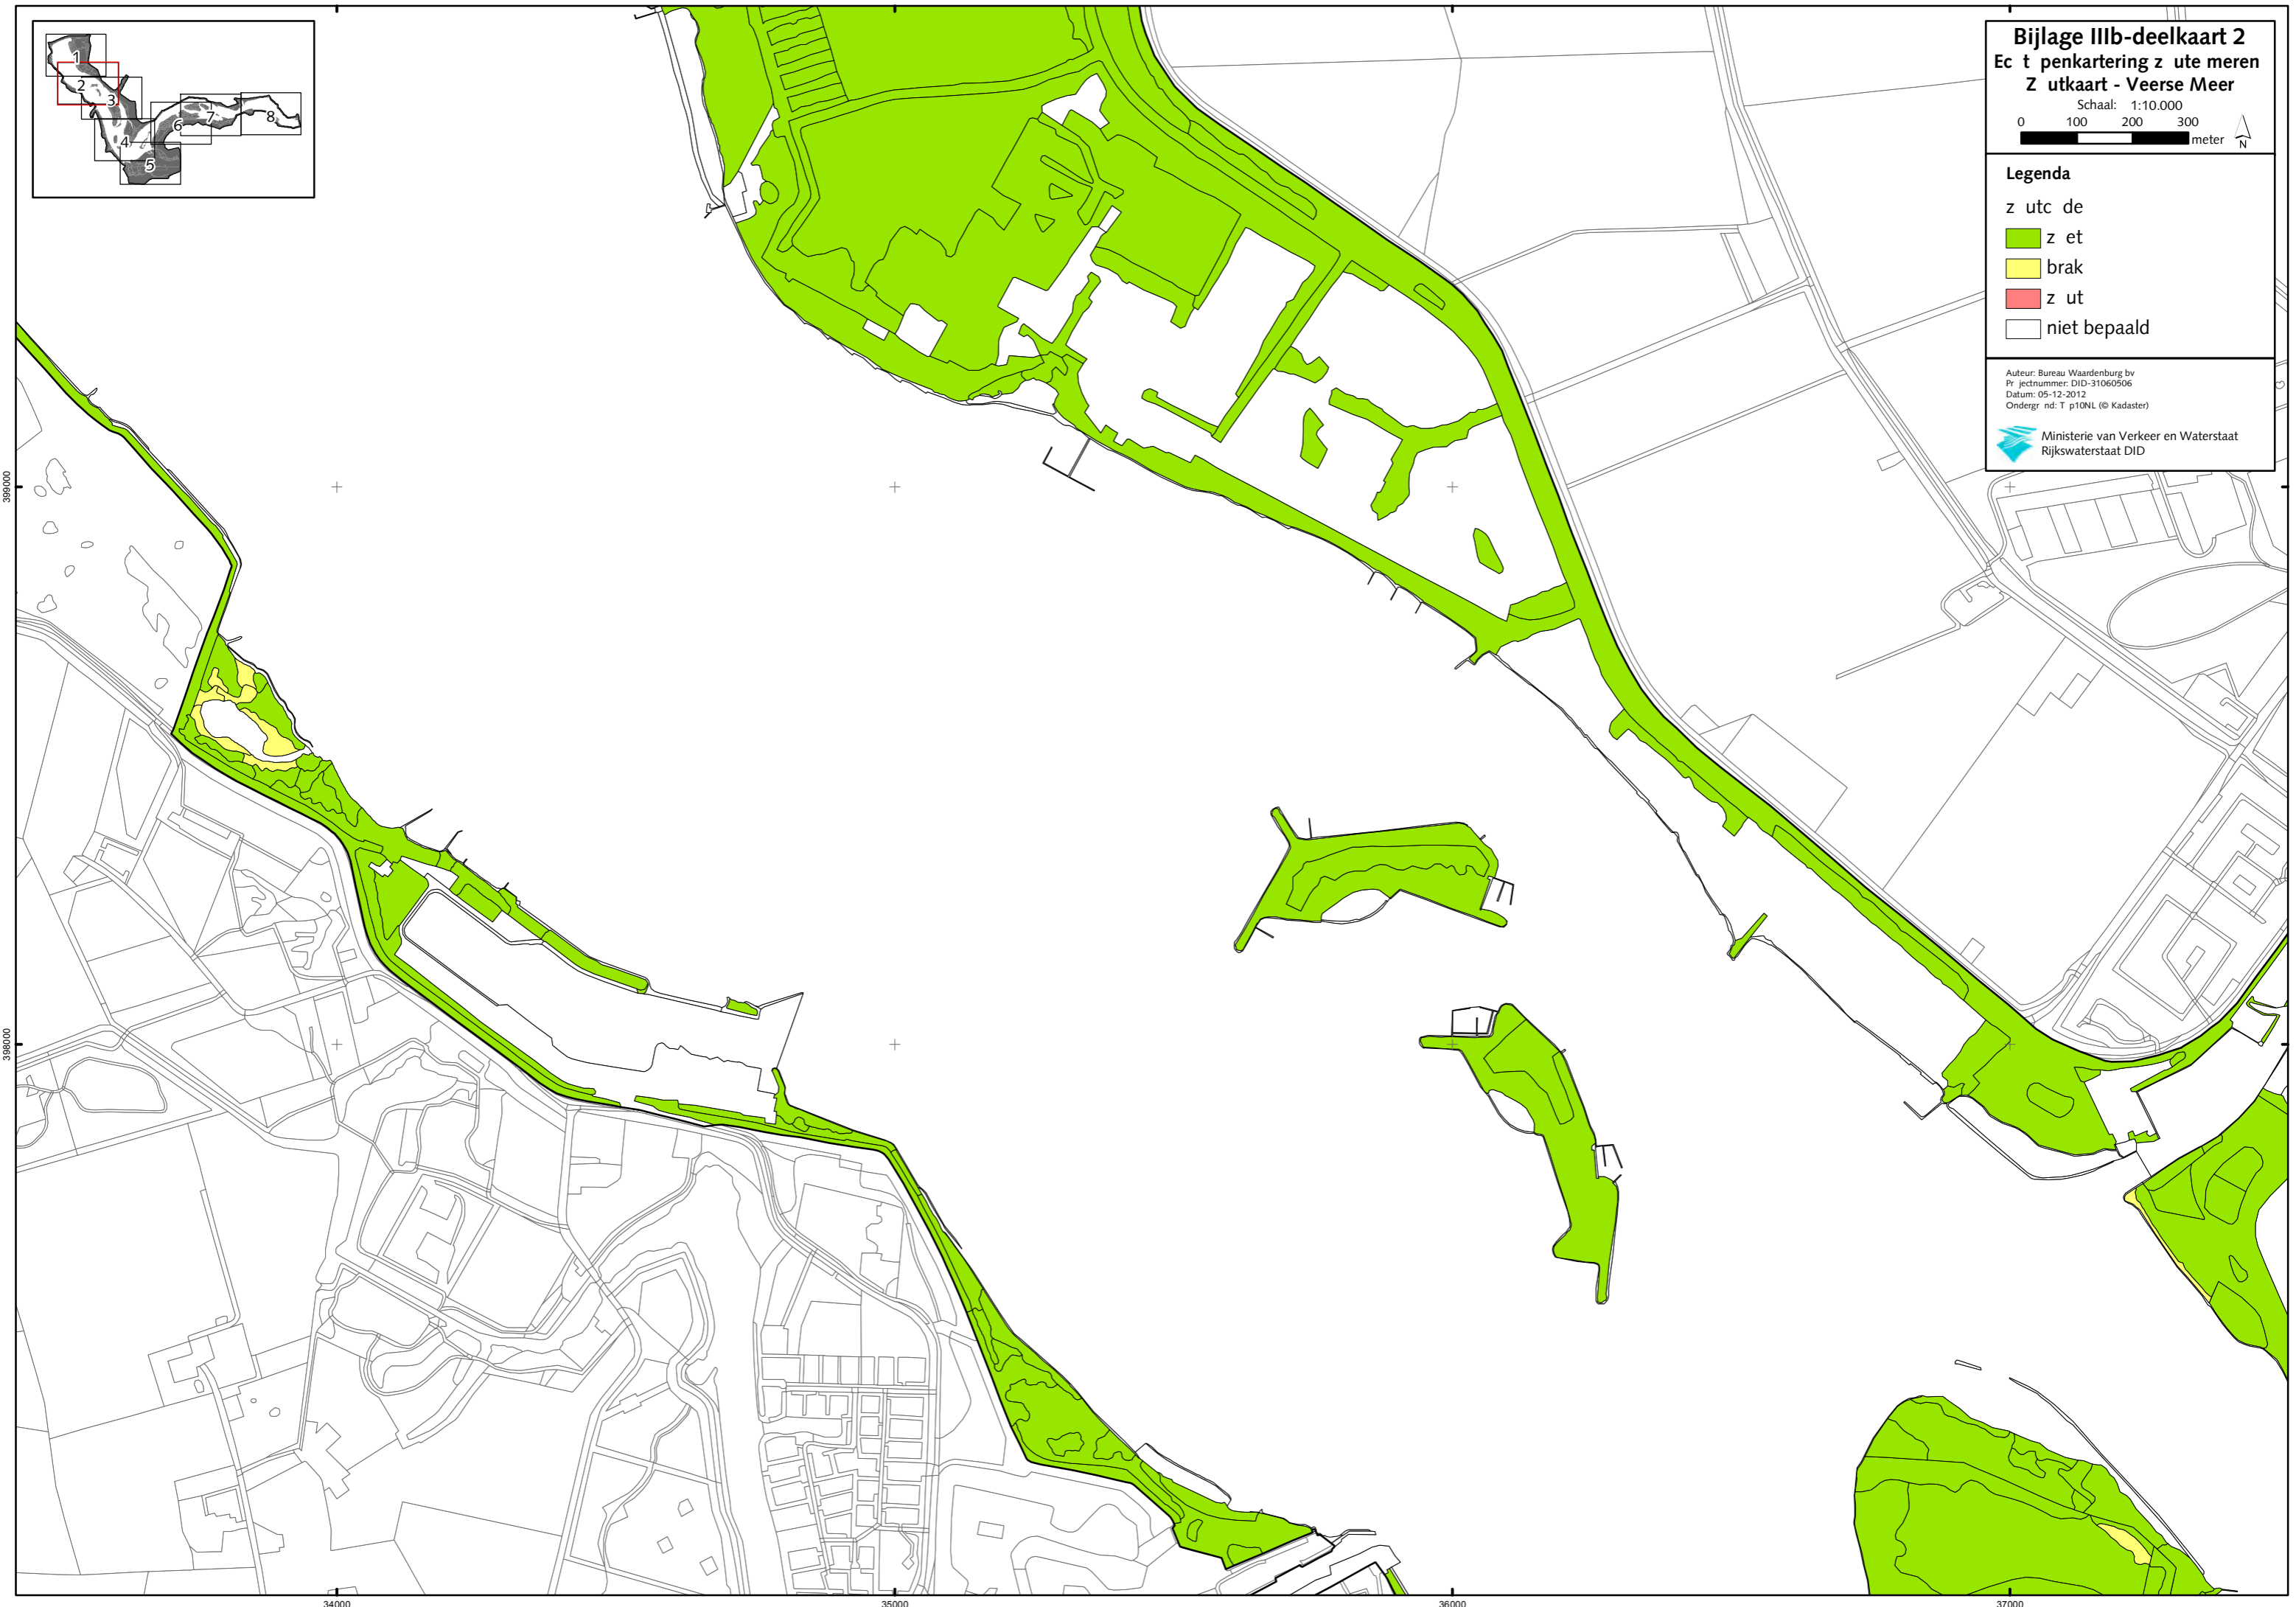 Bijlage IIIb-deelkaart 2
Ec t penkartering z ute meren
Z utkaart - Veerse Meer
Schaal: 1:10.000
0 100 200 300
meter
N
Legenda
z utc de
z et
brak
z ut
niet bepaald
Auteur: Bureau Waardenburg bv
Pr jectnummer: DID-31060506
Datum: 05-12-2012
Ondergr nd: T p10NL (© Kadaster)
Ministerie van Verkeer en Waterstaat
Rijkswaterstaat DID
1
2
3
4
5
6
7
8
399000
398000
34000 35000 36000 37000